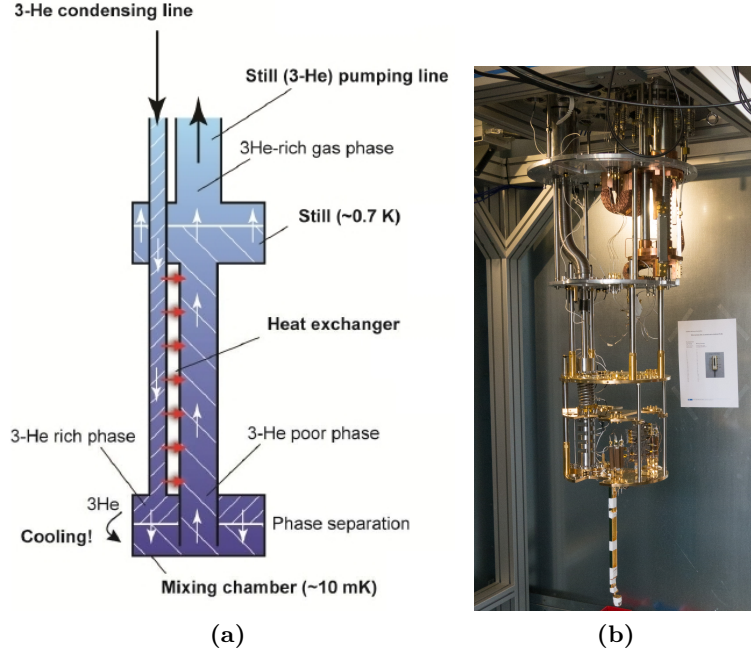 3-He condensing line
Still (3-He) pumping line
3He-rich gas phase
Still (~0.7 K)
Heat exchanger
3-He rich phase
3-He poor phase
3He
Cooling!
Phase separation
Mixing chamber (~10 mK)
(a)
(b)